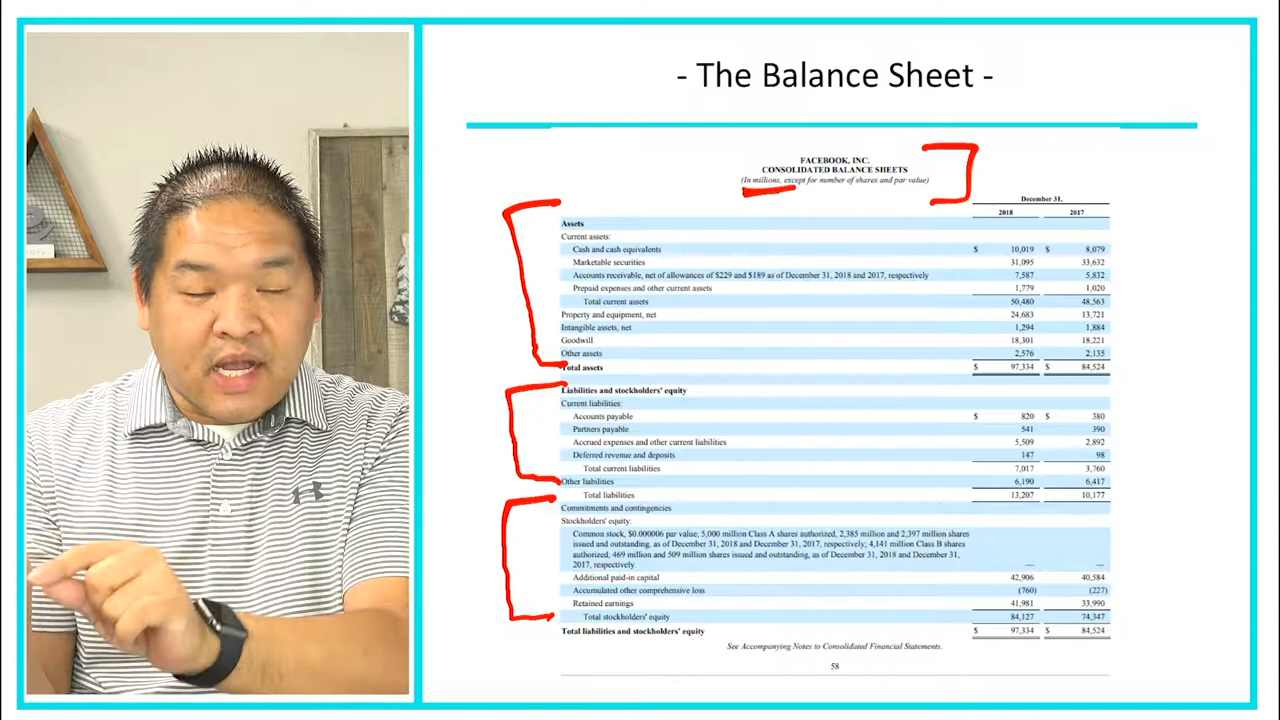 - The Balance Sheet -
FACEBOOK, INC.
CONSOLIDATED BALANCE SHEETS
(In millions, except for number of shares and par value)
December 31,
2018 2017
Assets
Current assets:
Cash and cash equivalents $ 10,019 $ 8,079
Marketable securities 31,095 33,632
Accounts receivable, net of allowances of $229 and $189 as of December 31, 2018 and 2017, respectively 7,587 5,832
Prepaid expenses and other current assets 1,779 1,020
Total current assets 50,480 48,563
Property and equipment, net 24,683 13,721
Intangible assets, net 1,294 1,884
Goodwill 18,301 18,221
Other assets 2,576 2,135
Total assets $ 97,334 $ 84,524
Liabilities and stockholders' equity
Current liabilities:
Accounts payable $ 820 $ 380
Partners payable 541 390
Accrued expenses and other current liabilities 5,509 2,892
Deferred revenue and deposits 147 98
Total current liabilities 7,017 3,760
Other liabilities 6,190 6,417
Total liabilities 13,207 10,177
Commitments and contingencies
Stockholders' equity:
Common stock, $0.000006 par value; 5,000 million Class A shares authorized, 2,385 million and 2,397 million shares
issued and outstanding, as of December 31, 2018 and December 31, 2017, respectively; 4,141 million Class B shares
authorized, 469 million and 509 million shares issued and outstanding, as of December 31, 2018 and December 31,
2017, respectively. — —
Additional paid-in capital 42,906 40,584
Accumulated other comprehensive loss (760) (227)
Retained earnings 41,981 33,990
Total stockholders' equity 84,127 74,347
Total liabilities and stockholders' equity $ 97,334 $ 84,524
See Accompanying Notes to Consolidated Financial Statements.
58